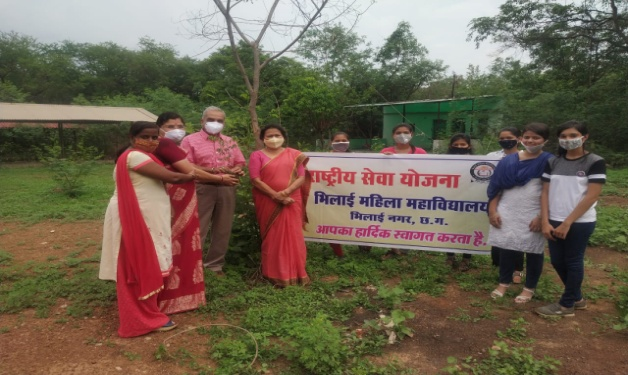 राष्ट्रीय सेवा योजना
भिलाई महिला महाविद्यालय
भिलाई नगर, छ.ग.
आपका हार्दिक स्वागत करता है